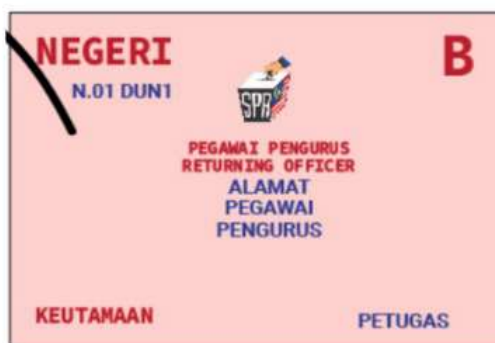 NEGERI
B
N.01 DUN1
SPR
PEGAWAI PENGURUS
RETURNING OFFICER
ALAMAT
PEGAWAI
PENGURUS
KEUTAMAAN
PETUGAS